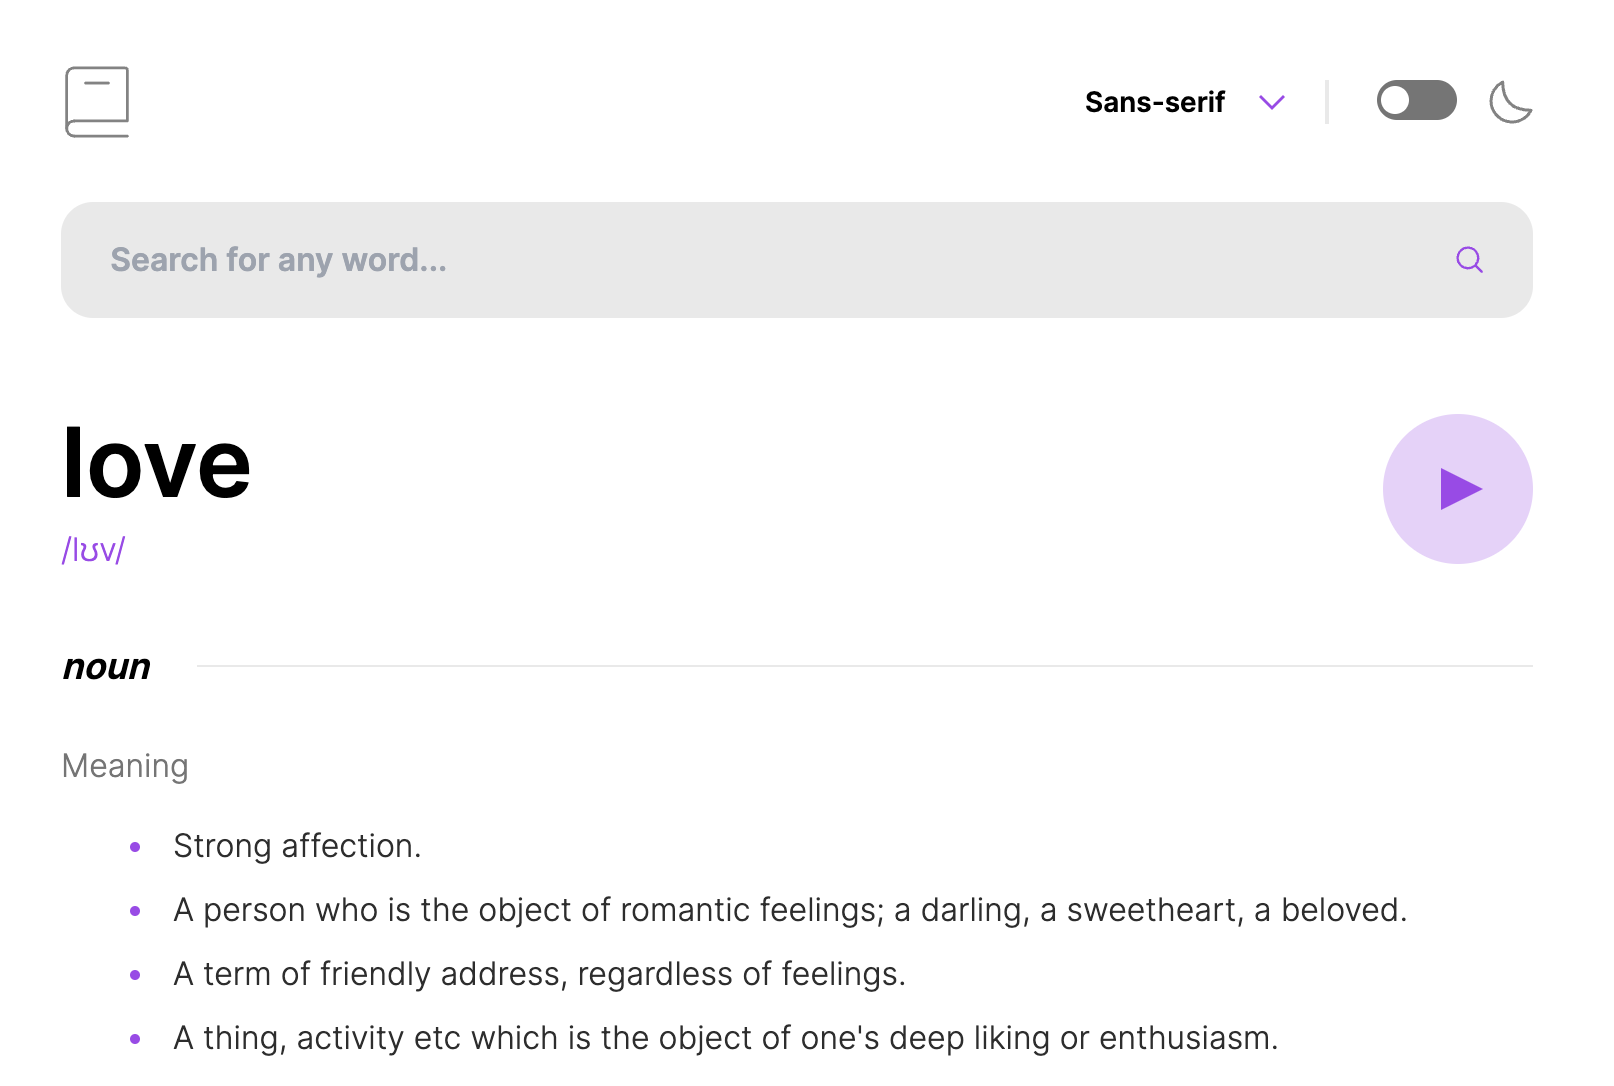 Sans-serif
Search for any word...
love
/lʊv/
noun
Meaning
Strong affection.
A person who is the object of romantic feelings; a darling, a sweetheart, a beloved.
A term of friendly address, regardless of feelings.
A thing, activity etc which is the object of one's deep liking or enthusiasm.